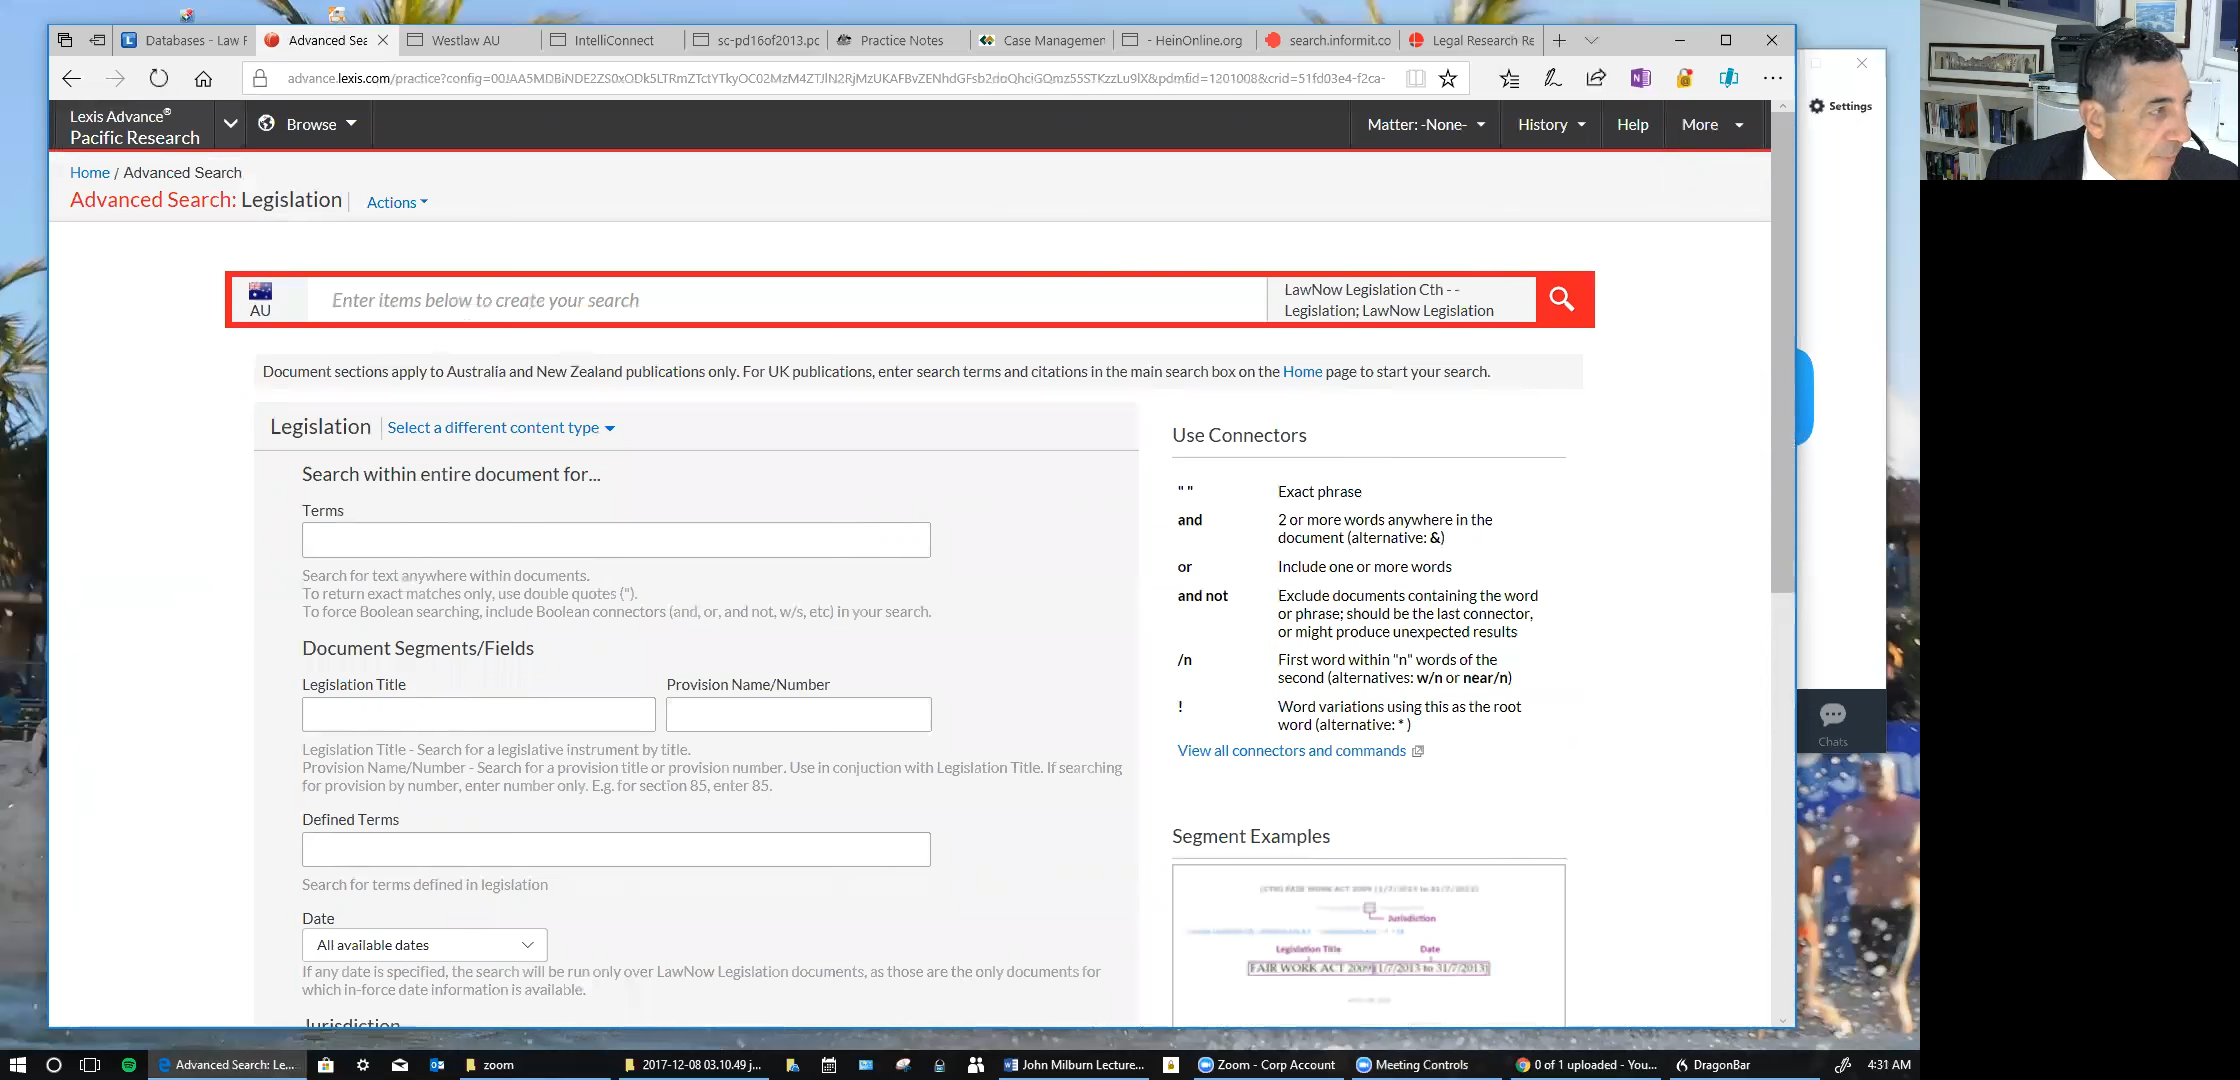 Databases - Law F
Advanced Sea
Westlaw AU
IntelliConnect
sc-pd16of2013.pc
Practice Notes
Case Managemen
- HeinOnline.org
search.informit.co
Legal Research Re
Settings
Lexis Advance®
Pacific Research
Browse
Matter: -None-
History
Help
More
Home / Advanced Search
Advanced Search: Legislation
Actions
AU
Enter items below to create your search
LawNow Legislation Cth - -
Legislation; LawNow Legislation
Document sections apply to Australia and New Zealand publications only. For UK publications, enter search terms and citations in the main search box on the Home page to start your search.
Legislation
Select a different content type
Search within entire document for...
Terms
Search for text anywhere within documents.
To return exact matches only, use double quotes (").
To force Boolean searching, include Boolean connectors (and, or, and not, w/s, etc) in your search.
Document Segments/Fields
Legislation Title
Provision Name/Number
Legislation Title - Search for a legislative instrument by title.
Provision Name/Number - Search for a provision title or provision number. Use in conjuction with Legislation Title. If searching
for provision by number, enter number only. E.g. for section 85, enter 85.
Defined Terms
Search for terms defined in legislation
Date
All available dates
If any date is specified, the search will be run only over LawNow Legislation documents, as those are the only documents for
which in-force date information is available.
Jurisdiction
Use Connectors
" " Exact phrase
and 2 or more words anywhere in the
document (alternative: &)
or Include one or more words
and not Exclude documents containing the word
or phrase; should be the last connector,
or might produce unexpected results
/n First word within "n" words of the
second (alternatives: w/n or near/n)
! Word variations using this as the root
word (alternative: * )
View all connectors and commands
Segment Examples
Jurisdiction
Legislation Title
Date
FAIR WORK ACT 2009 (1/7/2013 to 31/7/2013)
Chats
Advanced Search: Le...
zoom
2017-12-08 03.10.49 j...
John Milburn Lecture...
Zoom - Corp Account
Meeting Controls
0 of 1 uploaded - You...
DragonBar
4:31 AM